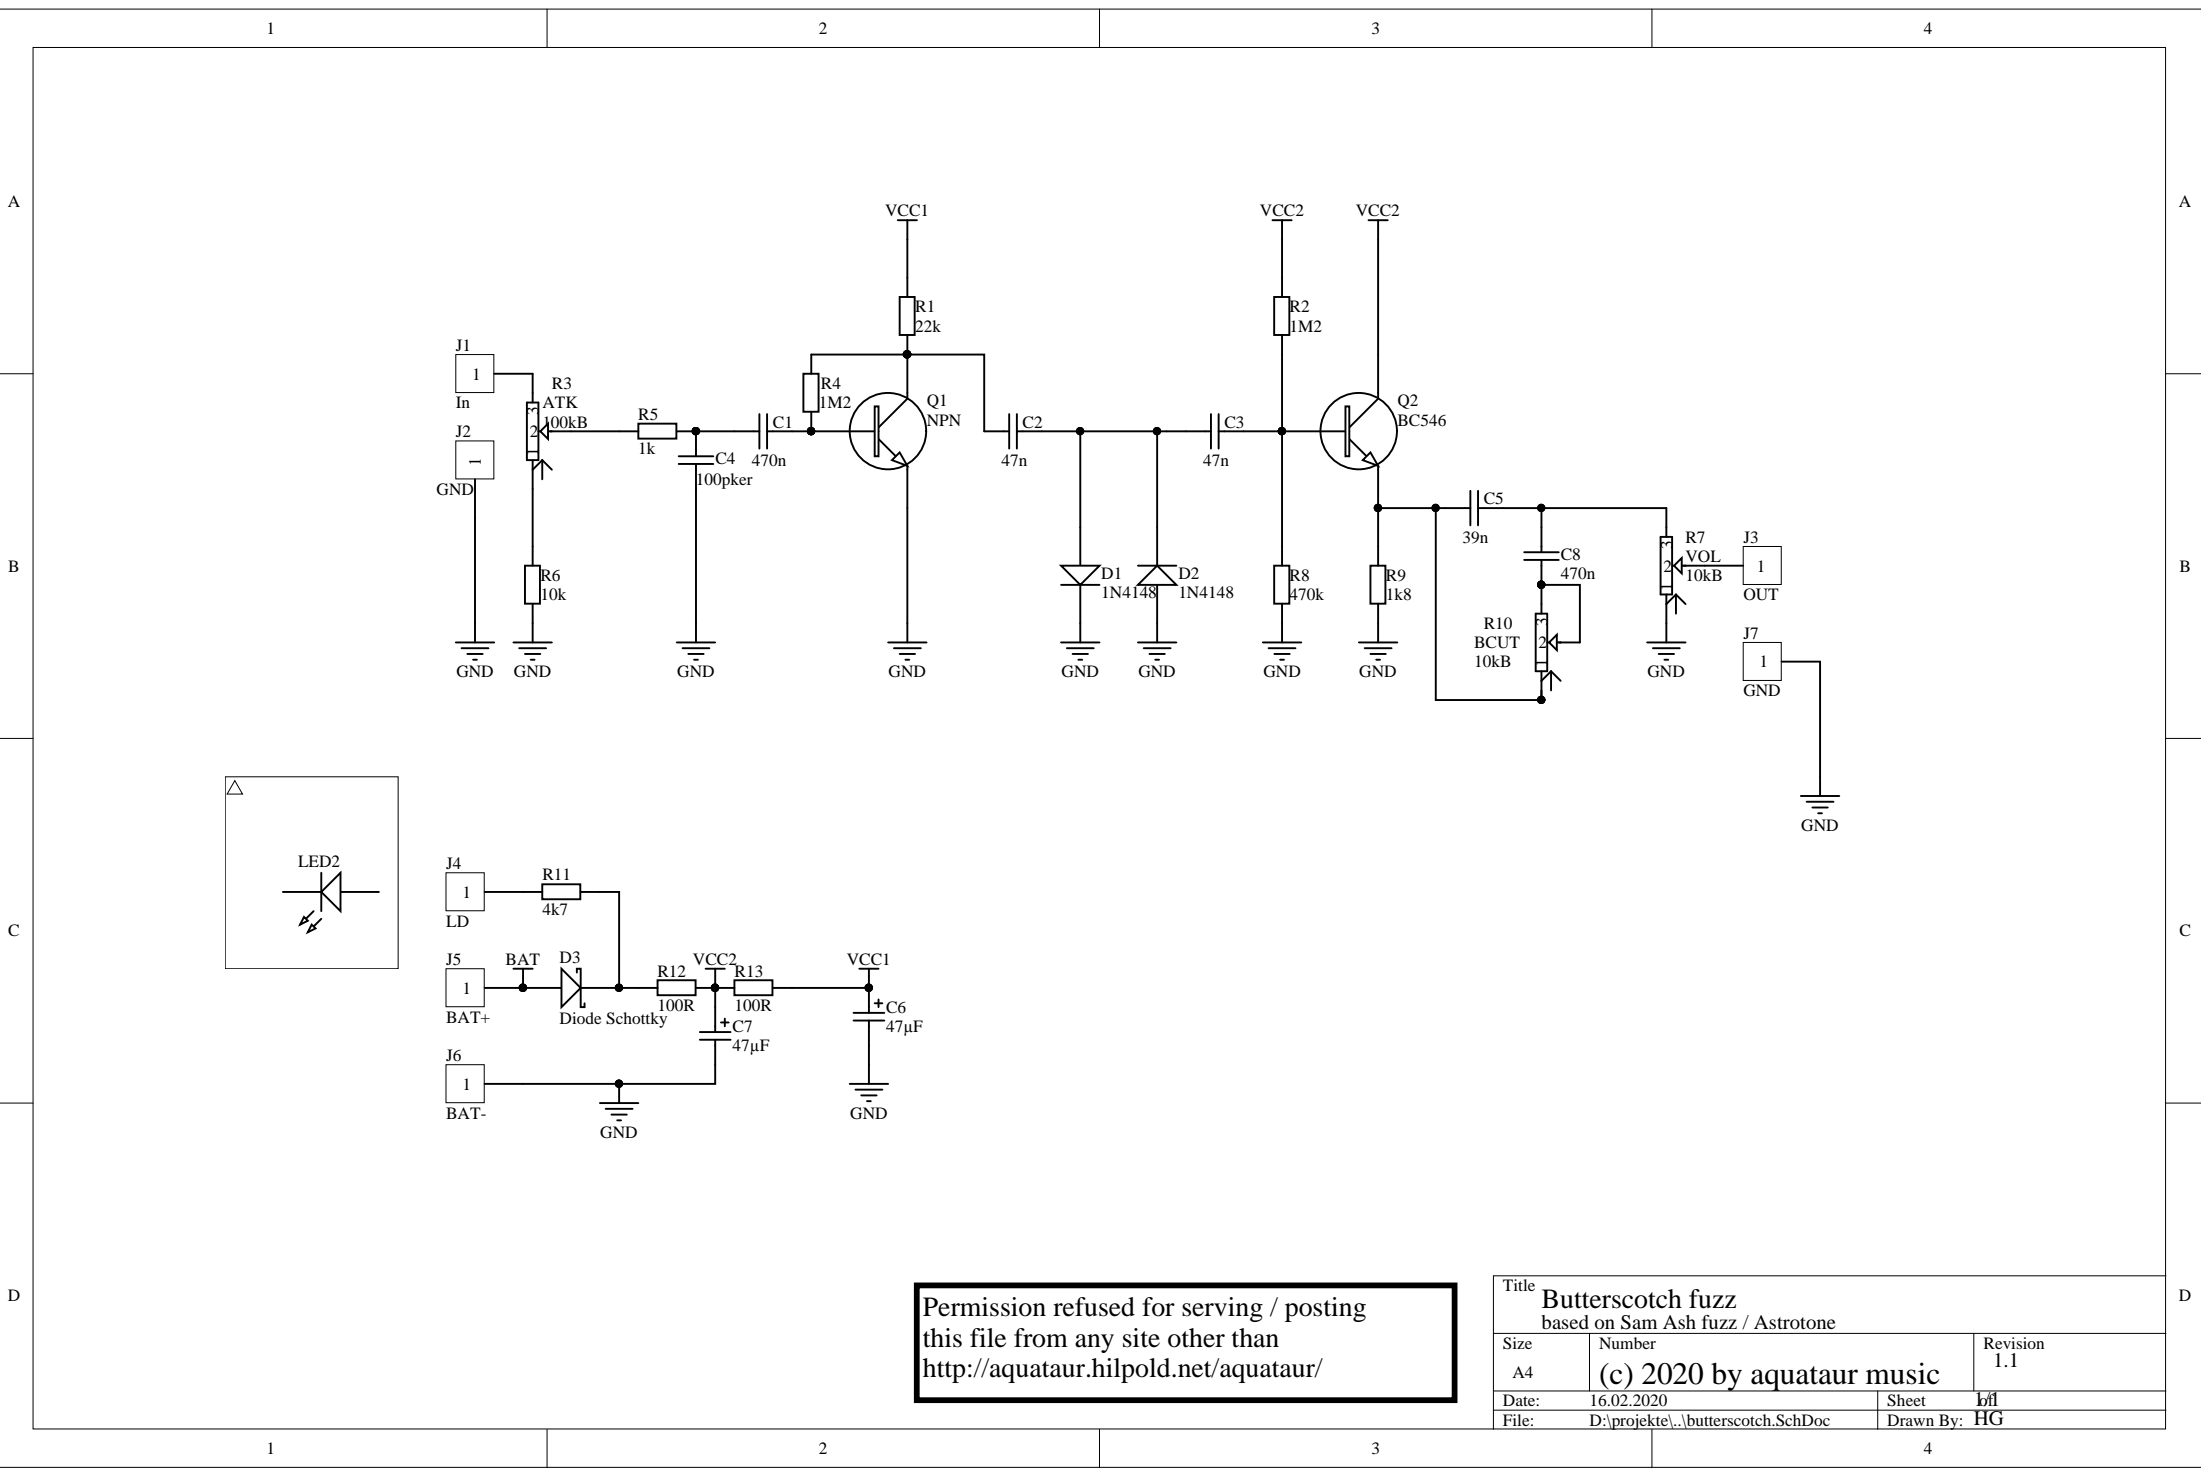 1 2 3 4
A A
VCC1 VCC2 VCC2
R1
22k
R2
1M2
J1
1
In
R3
ATK
100kB
3
2
1
J2
1
GND
R5
1k
C4
100pker
C1
470n
R4
1M2
Q1
NPN
C2
47n
C3
47n
Q2
BC546
C5
39n
R6
10k
D1
1N4148
D2
1N4148
R8
470k
R9
1k8
C8
470n
R10
BCUT
10kB
3
2
1
R7
VOL
10kB
3
2
1
J3
1
OUT
J7
1
GND
B B
GND GND GND GND GND GND GND GND GND
GND
LED2
J4
1
LD
R11
4k7
C C
J5
1
BAT+
BAT
D3
Diode Schottky
R12
100R
VCC2
R13
100R
VCC1
+
C7
47µF
+
C6
47µF
J6
1
BAT-
GND
GND
D D
Permission refused for serving / posting
this file from any site other than
http://aquataur.hilpold.net/aquataur/
Title
Butterscotch fuzz
based on Sam Ash fuzz / Astrotone
Size
A4
Number
(c) 2020 by aquataur music
Revision
1.1
Date: 16.02.2020
Sheet
File: D:\projekte\..\butterscotch.SchDoc
Drawn By: HG
1 2 3 4